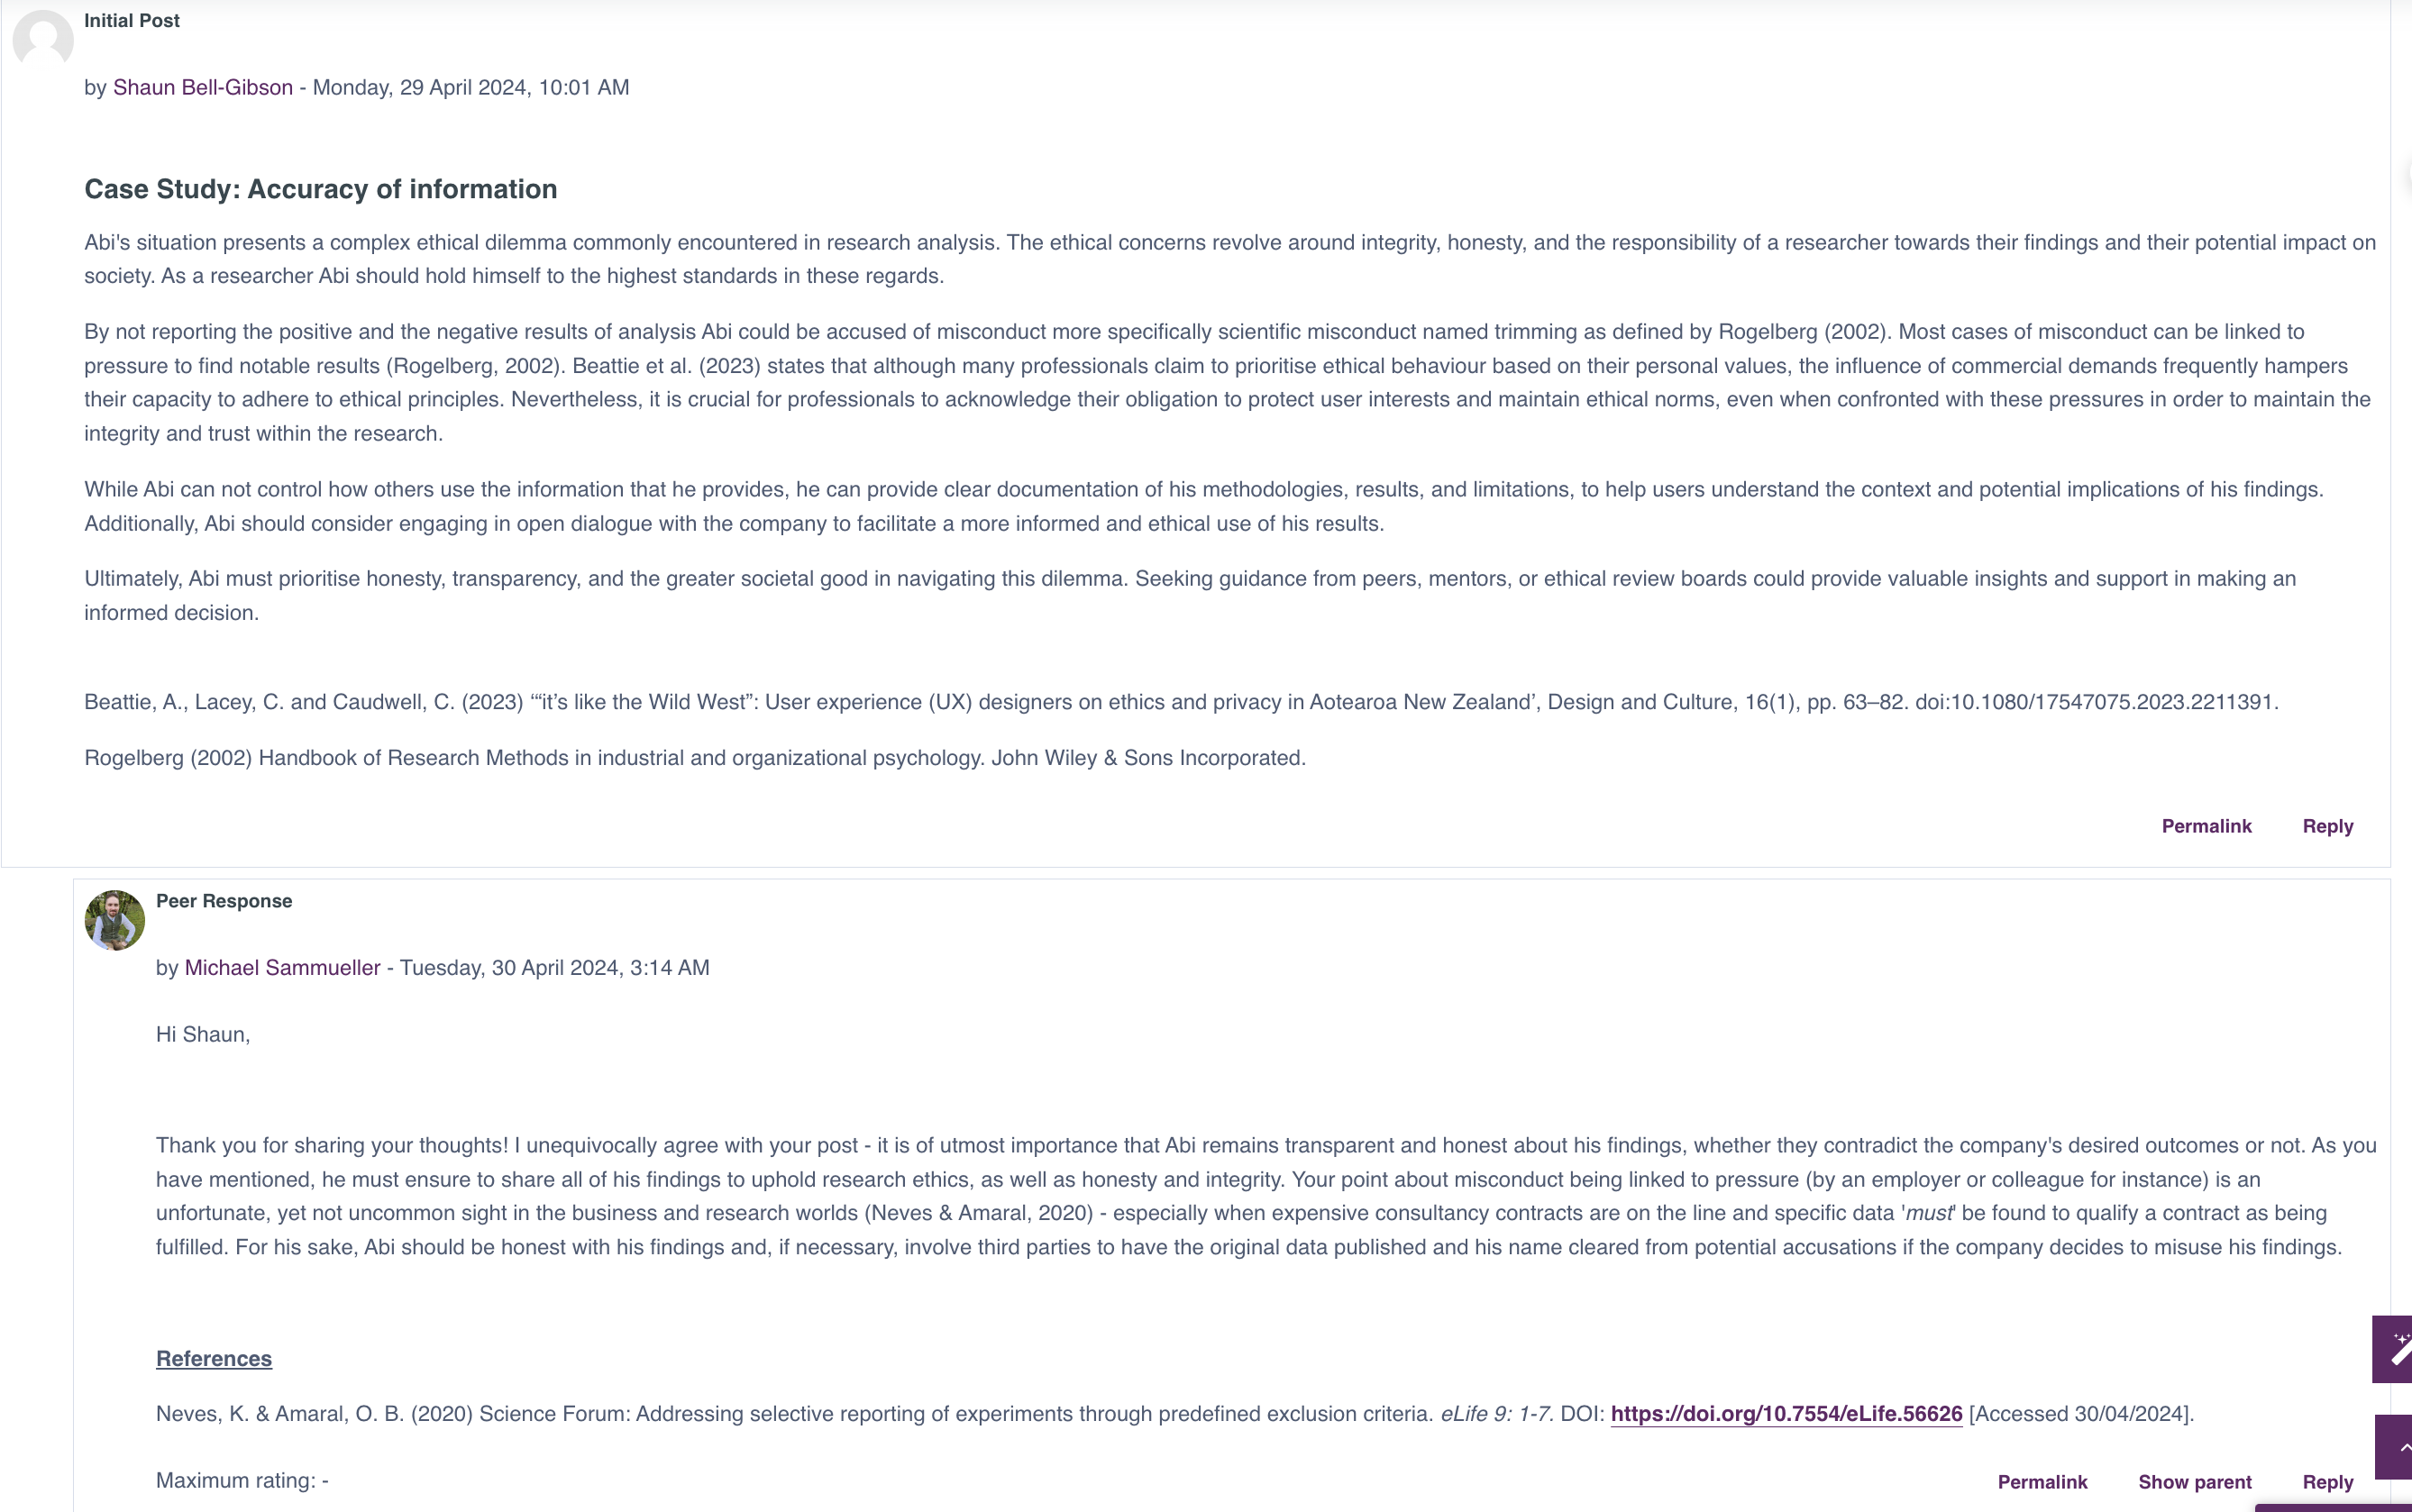 Initial Post
by Shaun Bell-Gibson - Monday, 29 April 2024, 10:01 AM
Case Study: Accuracy of information
Abi's situation presents a complex ethical dilemma commonly encountered in research analysis. The ethical concerns revolve around integrity, honesty, and the responsibility of a researcher towards their findings and their potential impact on
society. As a researcher Abi should hold himself to the highest standards in these regards.
By not reporting the positive and the negative results of analysis Abi could be accused of misconduct more specifically scientific misconduct named trimming as defined by Rogelberg (2002). Most cases of misconduct can be linked to
pressure to find notable results (Rogelberg, 2002). Beattie et al. (2023) states that although many professionals claim to prioritise ethical behaviour based on their personal values, the influence of commercial demands frequently hampers
their capacity to adhere to ethical principles. Nevertheless, it is crucial for professionals to acknowledge their obligation to protect user interests and maintain ethical norms, even when confronted with these pressures in order to maintain the
integrity and trust within the research.
While Abi can not control how others use the information that he provides, he can provide clear documentation of his methodologies, results, and limitations, to help users understand the context and potential implications of his findings.
Additionally, Abi should consider engaging in open dialogue with the company to facilitate a more informed and ethical use of his results.
Ultimately, Abi must prioritise honesty, transparency, and the greater societal good in navigating this dilemma. Seeking guidance from peers, mentors, or ethical review boards could provide valuable insights and support in making an
informed decision.
Beattie, A., Lacey, C. and Caudwell, C. (2023) ‘“it’s like the Wild West”: User experience (UX) designers on ethics and privacy in Aotearoa New Zealand’, Design and Culture, 16(1), pp. 63–82. doi:10.1080/17547075.2023.2211391.
Rogelberg (2002) Handbook of Research Methods in industrial and organizational psychology. John Wiley & Sons Incorporated.
Permalink Reply
Peer Response
by Michael Sammueller - Tuesday, 30 April 2024, 3:14 AM
Hi Shaun,
Thank you for sharing your thoughts! I unequivocally agree with your post - it is of utmost importance that Abi remains transparent and honest about his findings, whether they contradict the company's desired outcomes or not. As you
have mentioned, he must ensure to share all of his findings to uphold research ethics, as well as honesty and integrity. Your point about misconduct being linked to pressure (by an employer or colleague for instance) is an
unfortunate, yet not uncommon sight in the business and research worlds (Neves & Amaral, 2020) - especially when expensive consultancy contracts are on the line and specific data 'must' be found to qualify a contract as being
fulfilled. For his sake, Abi should be honest with his findings and, if necessary, involve third parties to have the original data published and his name cleared from potential accusations if the company decides to misuse his findings.
References
Neves, K. & Amaral, O. B. (2020) Science Forum: Addressing selective reporting of experiments through predefined exclusion criteria. eLife 9: 1-7. DOI: https://doi.org/10.7554/eLife.56626 [Accessed 30/04/2024].
Maximum rating: -
Permalink Show parent Reply